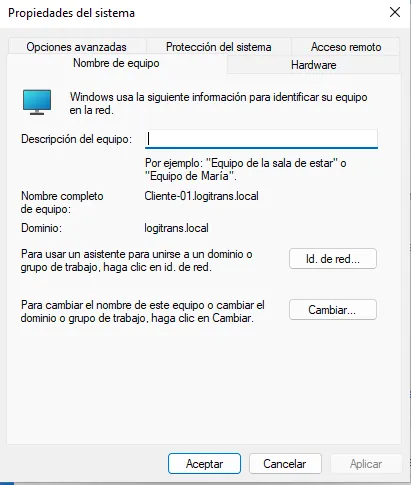 Propiedades del sistema
Opciones avanzadas
Protección del sistema
Acceso remoto
Nombre de equipo
Hardware
Windows usa la siguiente información para identificar su equipo
en la red.
Descripción del equipo:
Por ejemplo: "Equipo de la sala de estar" o
"Equipo de María".
Nombre completo
de equipo:
Cliente-01.logitrans.local
Dominio:
logitrans.local
Para usar un asistente para unirse a un dominio o
grupo de trabajo, haga clic en id. de red.
Id. de red...
Para cambiar el nombre de este equipo o cambiar el
dominio o grupo de trabajo, haga clic en Cambiar.
Cambiar...
Aceptar
Cancelar
Aplicar